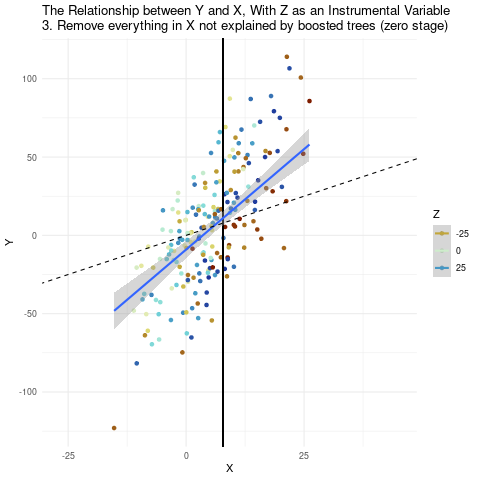 The Relationship between Y and X, With Z as an Instrumental Variable
3. Remove everything in X not explained by boosted trees (zero stage)
100
50
0
-50
-100
Y
-25
0
25
X
Z
-25
0
25